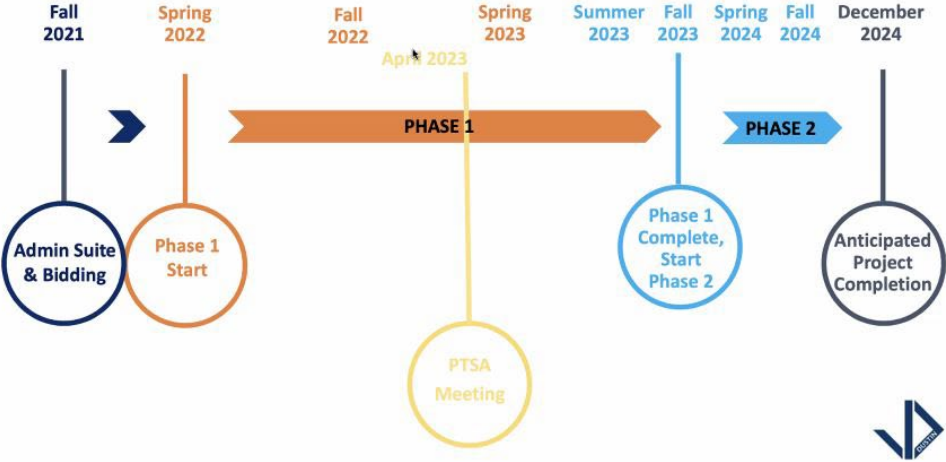 Fall
2021
Spring
2022
Fall
2022
Spring
2023
Summer
2023
Fall
2023
Spring
2024
Fall
2024
December
2024
April 2023
PHASE 1
PHASE 2
Admin Suite
& Bidding
Phase 1
Start
Phase 1
Complete,
Start
Phase 2
Anticipated
Project
Completion
PTSA
Meeting
DUSTIN